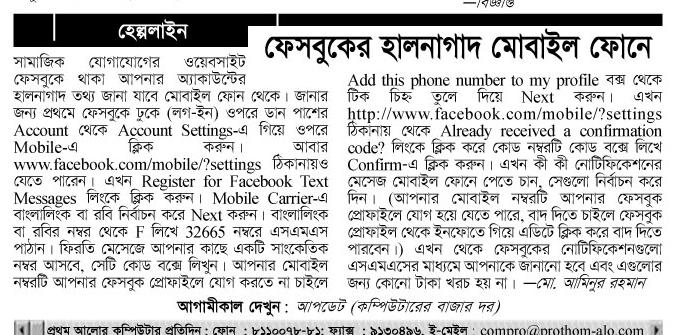 —বিজ্ঞপ্তি
হেল্পলাইন
ফেসবুকের হালনাগাদ মোবাইল ফোনে
সামাজিক যোগাযোগের ওয়েবসাইট
ফেসবুকে থাকা আপনার অ্যাকাউন্টের
হালনাগাদ তথ্য জানা যাবে মোবাইল ফোন থেকে। জানার
জন্য প্রথমে ফেসবুকে ঢুকে (লগ-ইন) ওপরে ডান পাশের
Account থেকে Account Settings-এ গিয়ে ওপরে
Mobile-এ ক্লিক করুন। আবার
www.facebook.com/mobile/?settings ঠিকানায়ও
যেতে পারেন। এখন Register for Facebook Text
Messages লিংকে ক্লিক করুন। Mobile Carrier-এ
বাংলালিংক বা রবি নির্বাচন করে Next করুন। বাংলালিংক
বা রবির নম্বর থেকে F লিখে 32665 নম্বরে এসএমএস
পাঠান। ফিরতি মেসেজে আপনার কাছে একটি সাংকেতিক
নম্বর আসবে, সেটি কোড বক্সে লিখুন। আপনার মোবাইল
নম্বরটি আপনার ফেসবুক প্রোফাইলে যোগ করতে না চাইলে
Add this phone number to my profile বক্স থেকে
টিক চিহ্ন তুলে দিয়ে Next করুন। এখন
http://www.facebook.com/mobile/?settings
ঠিকানায় থেকে Already received a confirmation
code? লিংকে ক্লিক করে কোড নম্বরটি কোড বক্সে লিখে
Confirm-এ ক্লিক করুন। এখন কী কী নোটিফিকেশনের
মেসেজ মোবাইল ফোনে পেতে চান, সেগুলো নির্বাচন করে
দিন। (আপনার মোবাইল নম্বরটি আপনার ফেসবুক
প্রোফাইলে যোগ হয়ে যেতে পারে, বাদ দিতে চাইলে ফেসবুক
প্রোফাইল থেকে ইনফোতে গিয়ে এডিটে ক্লিক করে বাদ দিতে
পারবেন।) এখন থেকে ফেসবুকের নোটিফিকেশনগুলো
এসএমএসের মাধ্যমে আপনাকে জানানো হবে এবং এগুলোর
জন্য কোনো টাকা খরচ হয় না। —মো. আমিনুর রহমান
আগামীকাল দেখুন : আপডেট (কম্পিউটারের বাজার দর)
প্রথম আলোর কম্পিউটার প্রতিদিন : ফোন : ৮১১০০৭৮-৮১; ফ্যাক্স : ৯১৩০৪৯৬, ই-মেইল : compro@prothom-alo.com